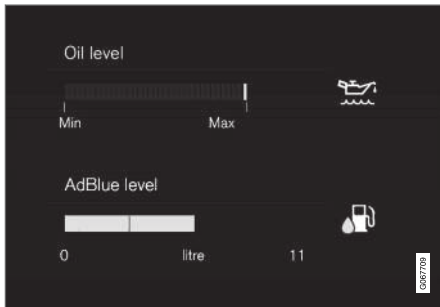 Oil level
Min Max
AdBlue level
0 litre 11
G067709